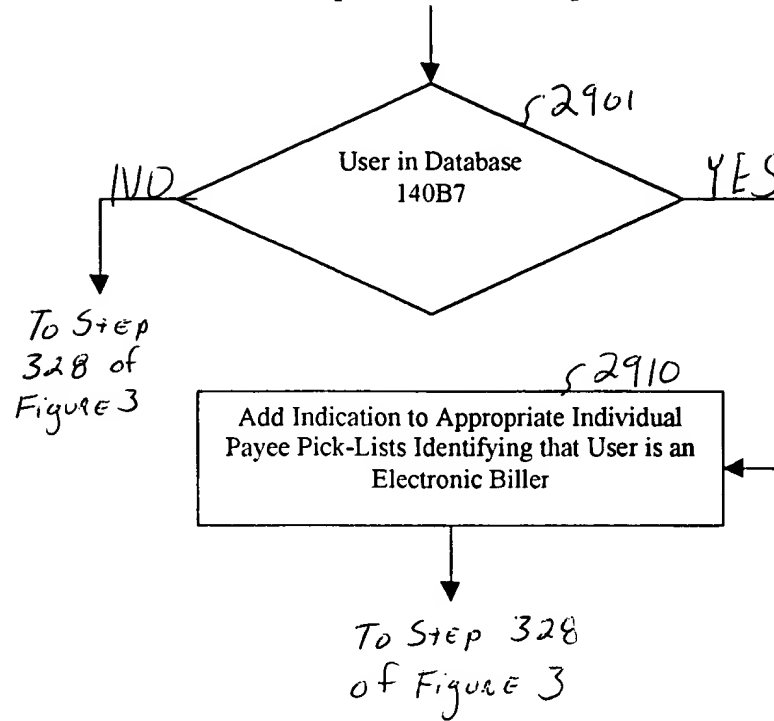 2901
User in Database
140B7
NO
YES
To Step
328 of
Figure 3
2910
Add Indication to Appropriate Individual
Payee Pick-Lists Identifying that User is an
Electronic Biller
To Step 328
of Figure 3